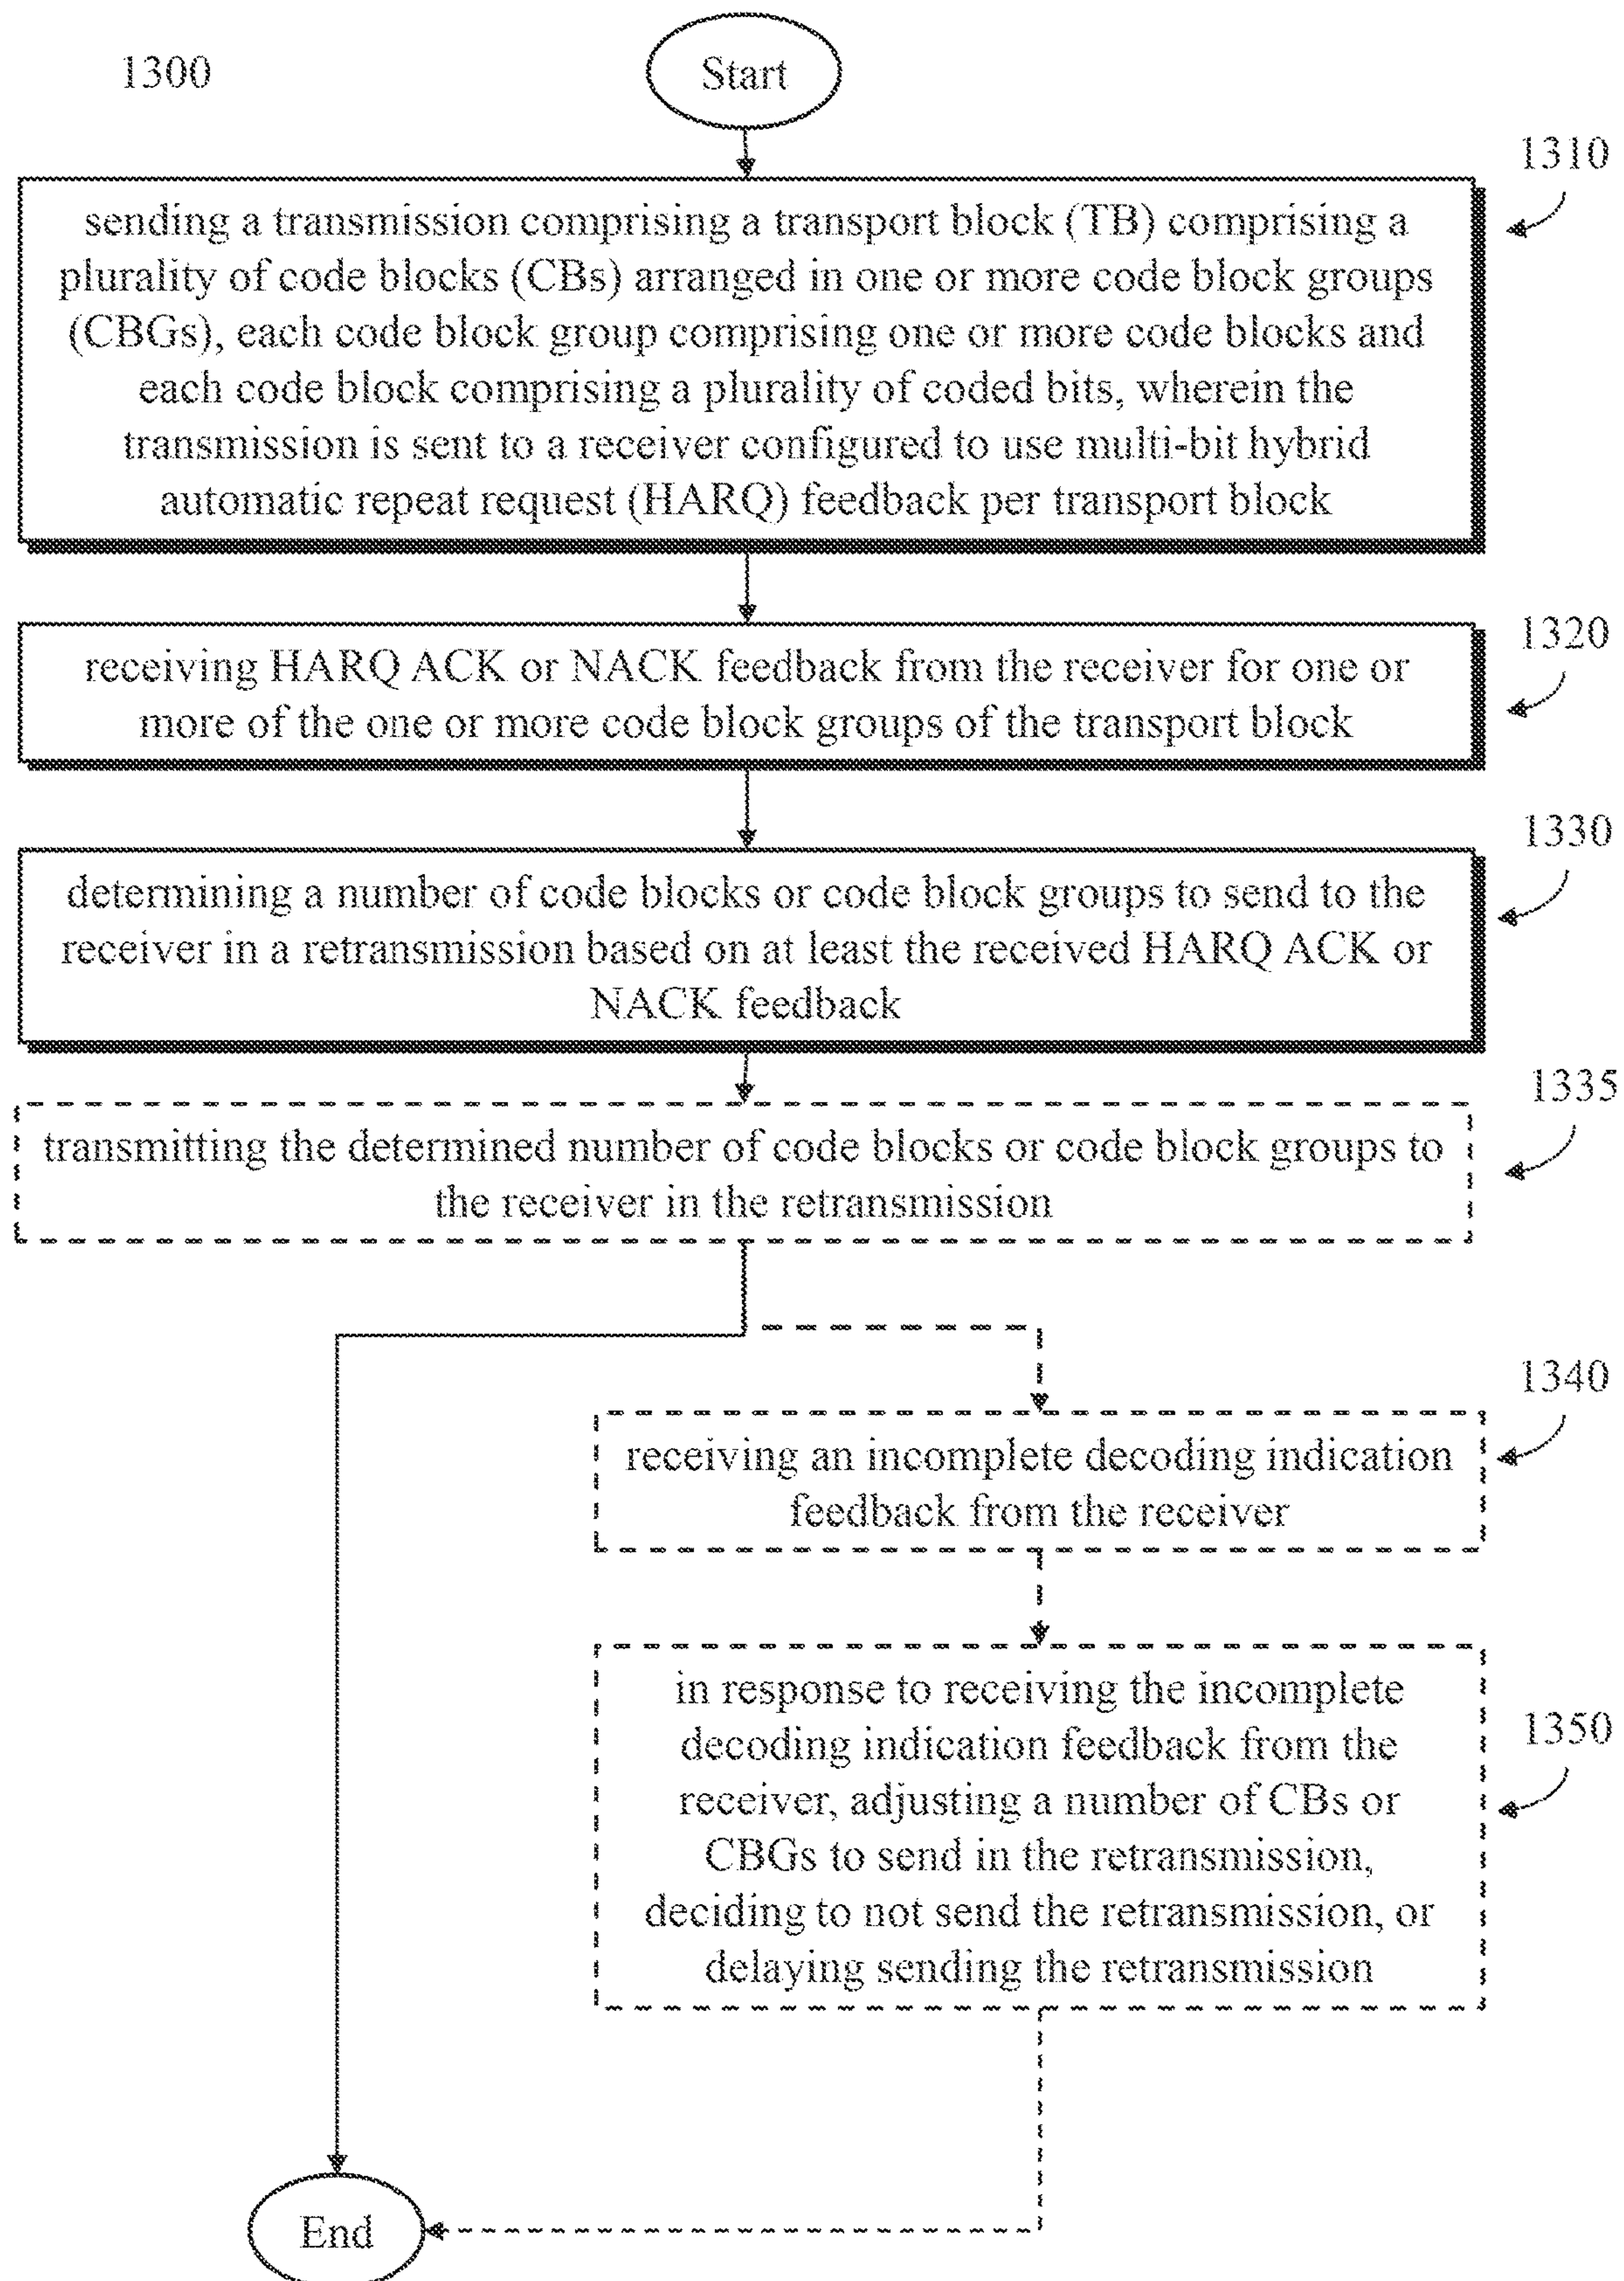 1300
Start
1310
sending a transmission comprising a transport block (TB) comprising a
plurality of code blocks (CBs) arranged in one or more code block groups
(CBGs), each code block group comprising one or more code blocks and
each code block comprising a plurality of coded bits, wherein the
transmission is sent to a receiver configured to use multi-bit hybrid
automatic repeat request (HARQ) feedback per transport block
1320
receiving HARQ ACK or NACK feedback from the receiver for one or
more of the one or more code block groups of the transport block
1330
determining a number of code blocks or code block groups to send to the
receiver in a retransmission based on at least the received HARQ ACK or
NACK feedback
1335
transmitting the determined number of code blocks or code block groups to
the receiver in the retransmission
1340
receiving an incomplete decoding indication
feedback from the receiver
1350
in response to receiving the incomplete
decoding indication feedback from the
receiver, adjusting a number of CBs or
CBGs to send in the retransmission,
deciding to not send the retransmission, or
delaying sending the retransmission
End